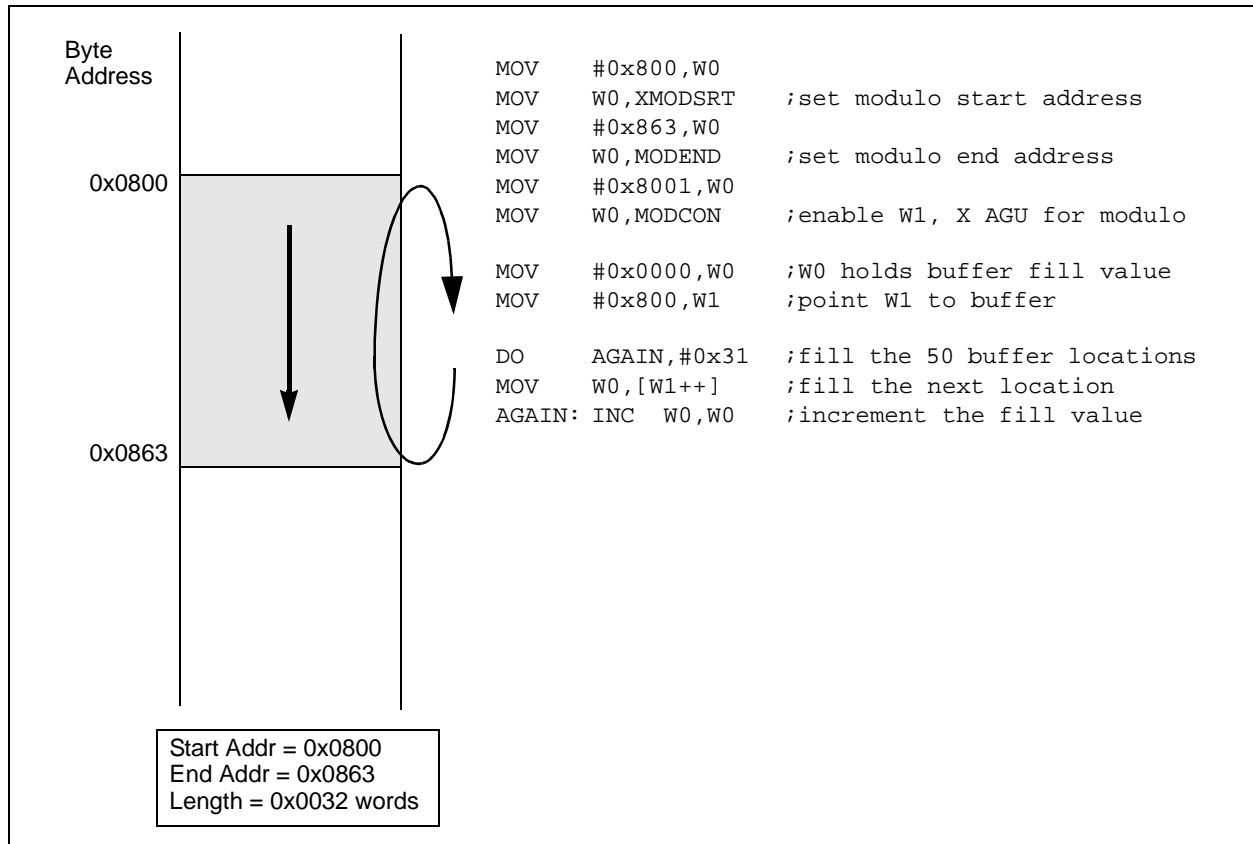 Byte
Address
0x0800
0x0863
MOV #0x800,W0
MOV W0,XMODSRT ;set modulo start address
MOV #0x863,W0
MOV W0,MODEND ;set modulo end address
MOV #0x8001,W0
MOV W0,MODCON ;enable W1, X AGU for modulo
MOV #0x0000,W0 ;W0 holds buffer fill value
MOV #0x800,W1 ;point W1 to buffer
DO AGAIN,#0x31 ;fill the 50 buffer locations
MOV W0,[W1++] ;fill the next location
AGAIN: INC W0,W0 ;increment the fill value
Start Addr = 0x0800
End Addr = 0x0863
Length = 0x0032 words